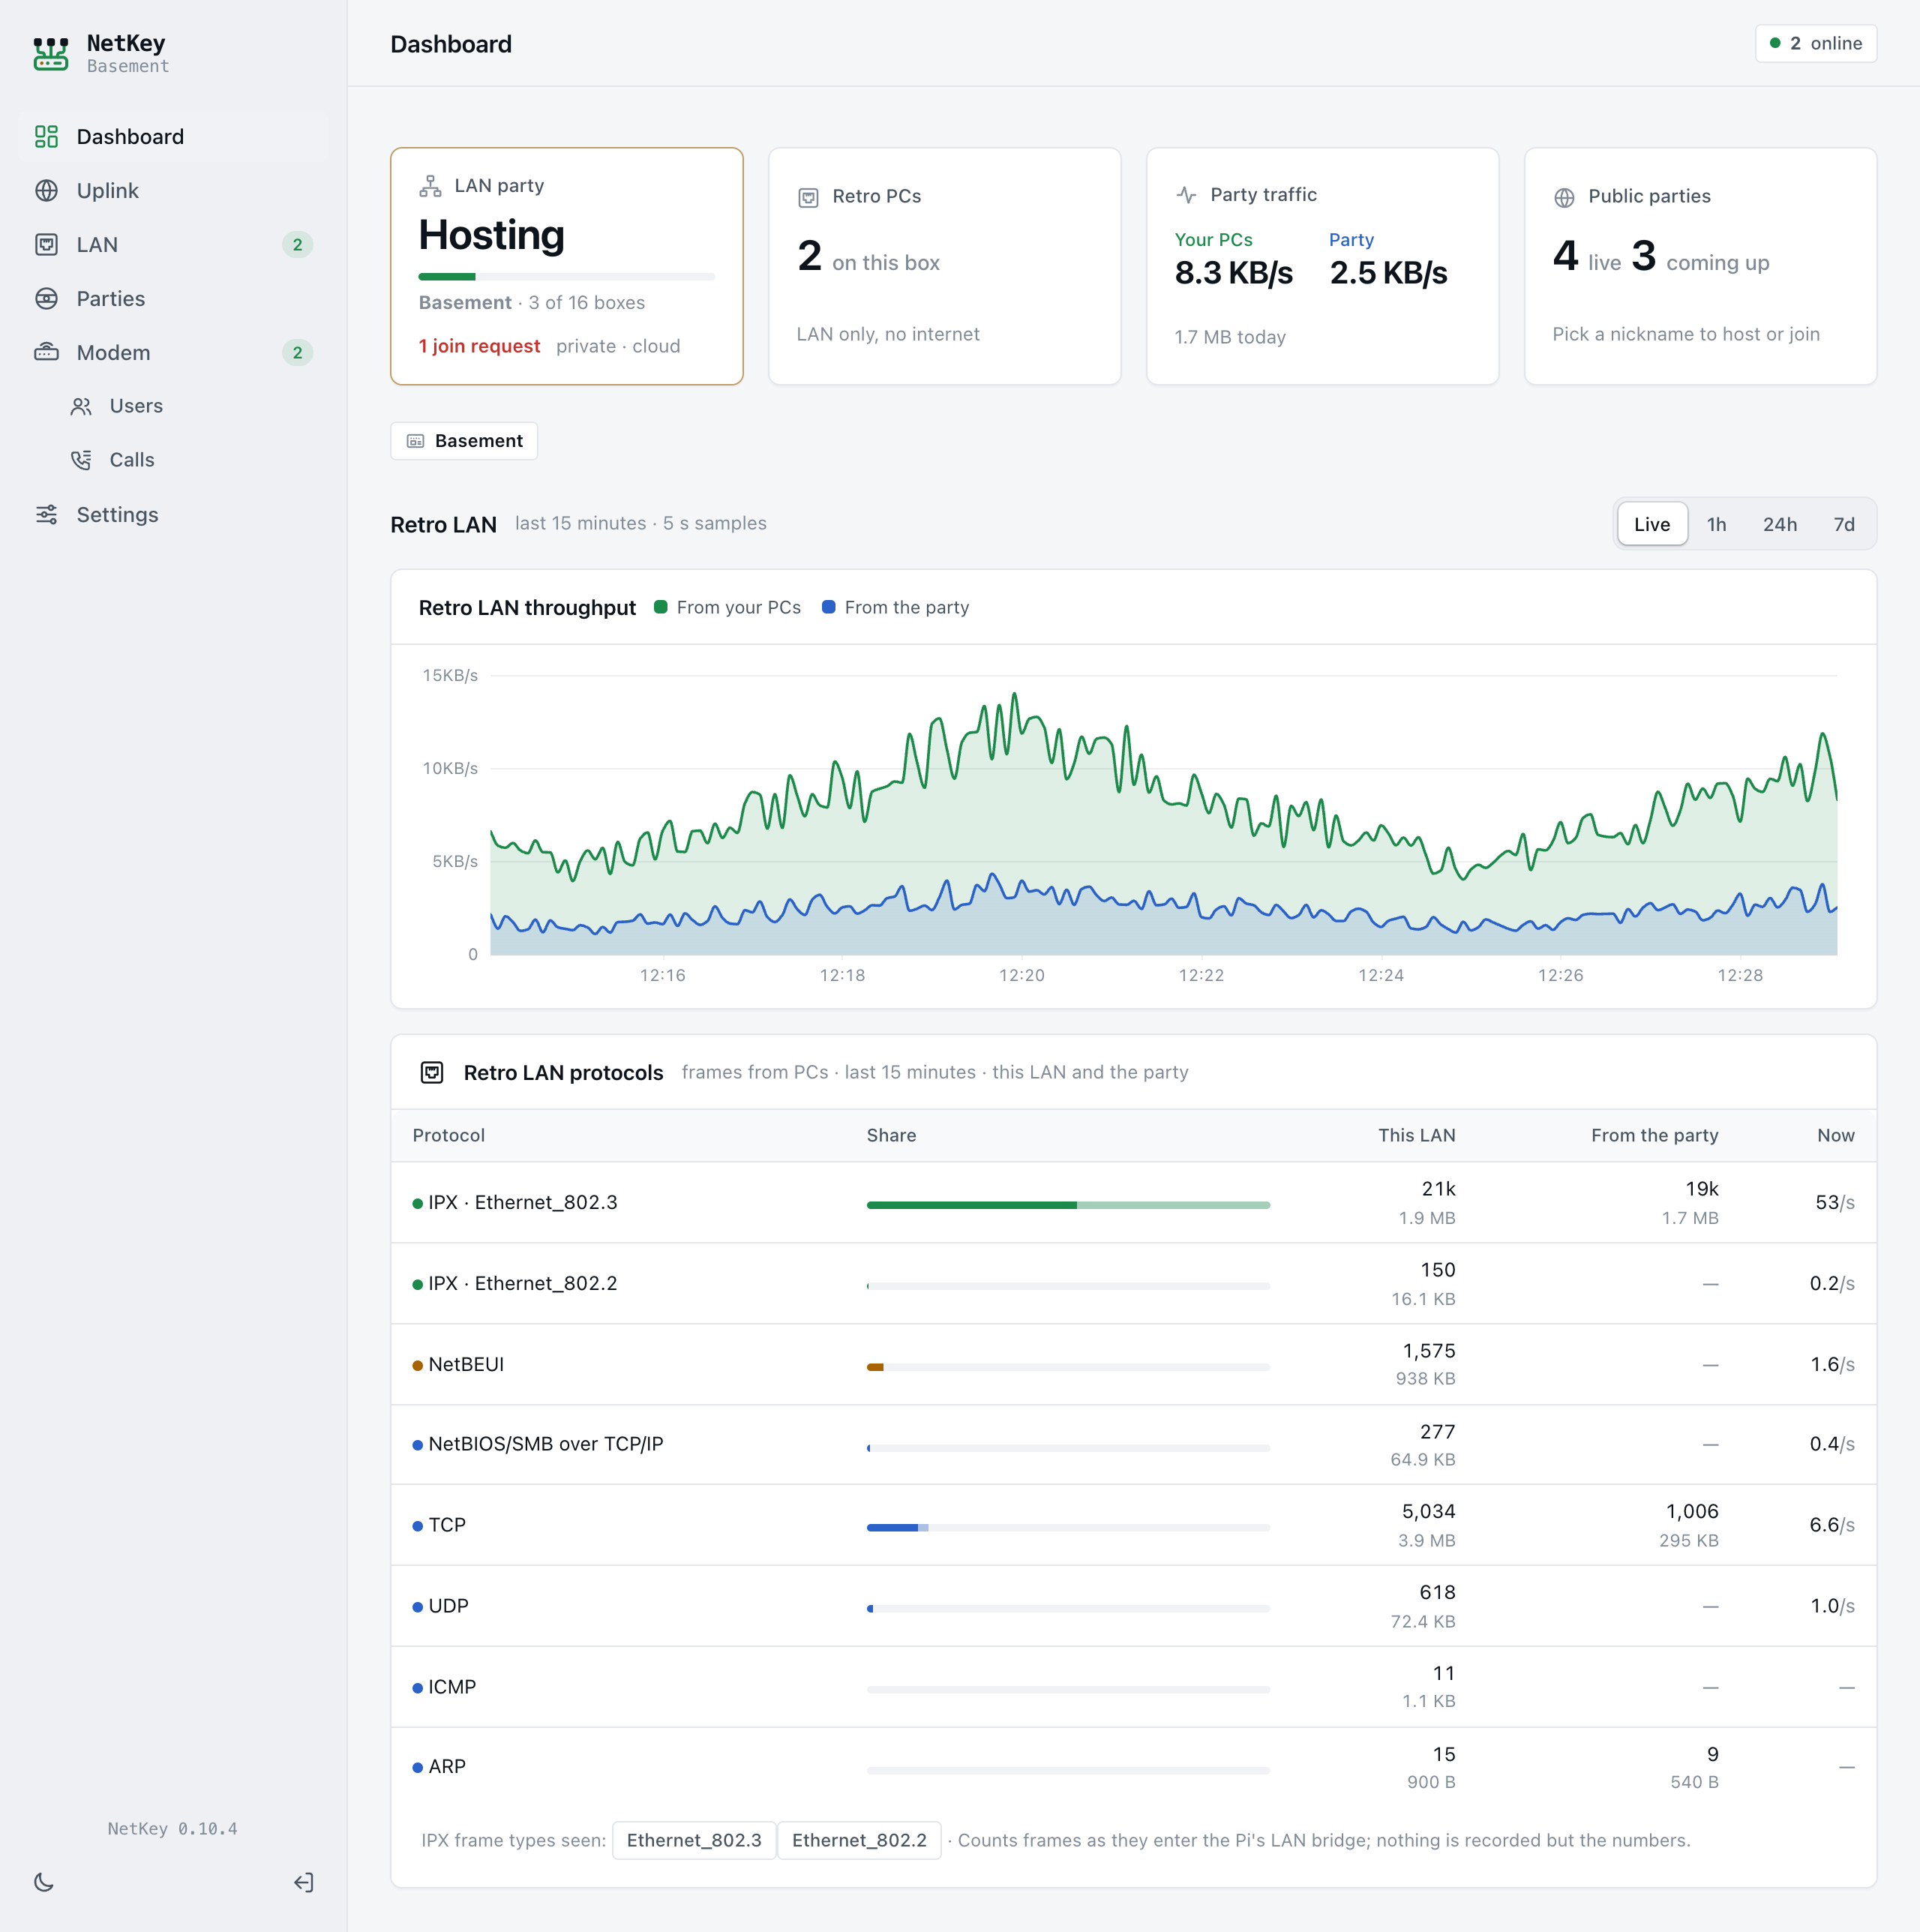 NetKey
Basement
Dashboard
Uplink
LAN 2
Parties
Modem 2
Users
Calls
Settings
NetKey 0.10.4
Dashboard
2 online
LAN party
Hosting
Basement · 3 of 16 boxes
1 join request private · cloud
Retro PCs
2 on this box
LAN only, no internet
Party traffic
Your PCs Party
8.3 KB/s 2.5 KB/s
1.7 MB today
Public parties
4 live 3 coming up
Pick a nickname to host or join
Basement
Retro LAN last 15 minutes · 5 s samples
Live 1h 24h 7d
Retro LAN throughput From your PCs From the party
15KB/s
10KB/s
5KB/s
0
12:16 12:18 12:20 12:22 12:24 12:26 12:28
Retro LAN protocols frames from PCs · last 15 minutes · this LAN and the party
Protocol Share This LAN From the party Now
IPX · Ethernet_802.3 21k 19k 53/s
1.9 MB 1.7 MB
IPX · Ethernet_802.2 150 — 0.2/s
16.1 KB
NetBEUI 1,575 — 1.6/s
938 KB
NetBIOS/SMB over TCP/IP 277 — 0.4/s
64.9 KB
TCP 5,034 1,006 6.6/s
3.9 MB 295 KB
UDP 618 — 1.0/s
72.4 KB
ICMP 11 — —
1.1 KB
ARP 15 9 —
900 B 540 B
IPX frame types seen: Ethernet_802.3 Ethernet_802.2 · Counts frames as they enter the Pi's LAN bridge; nothing is recorded but the numbers.